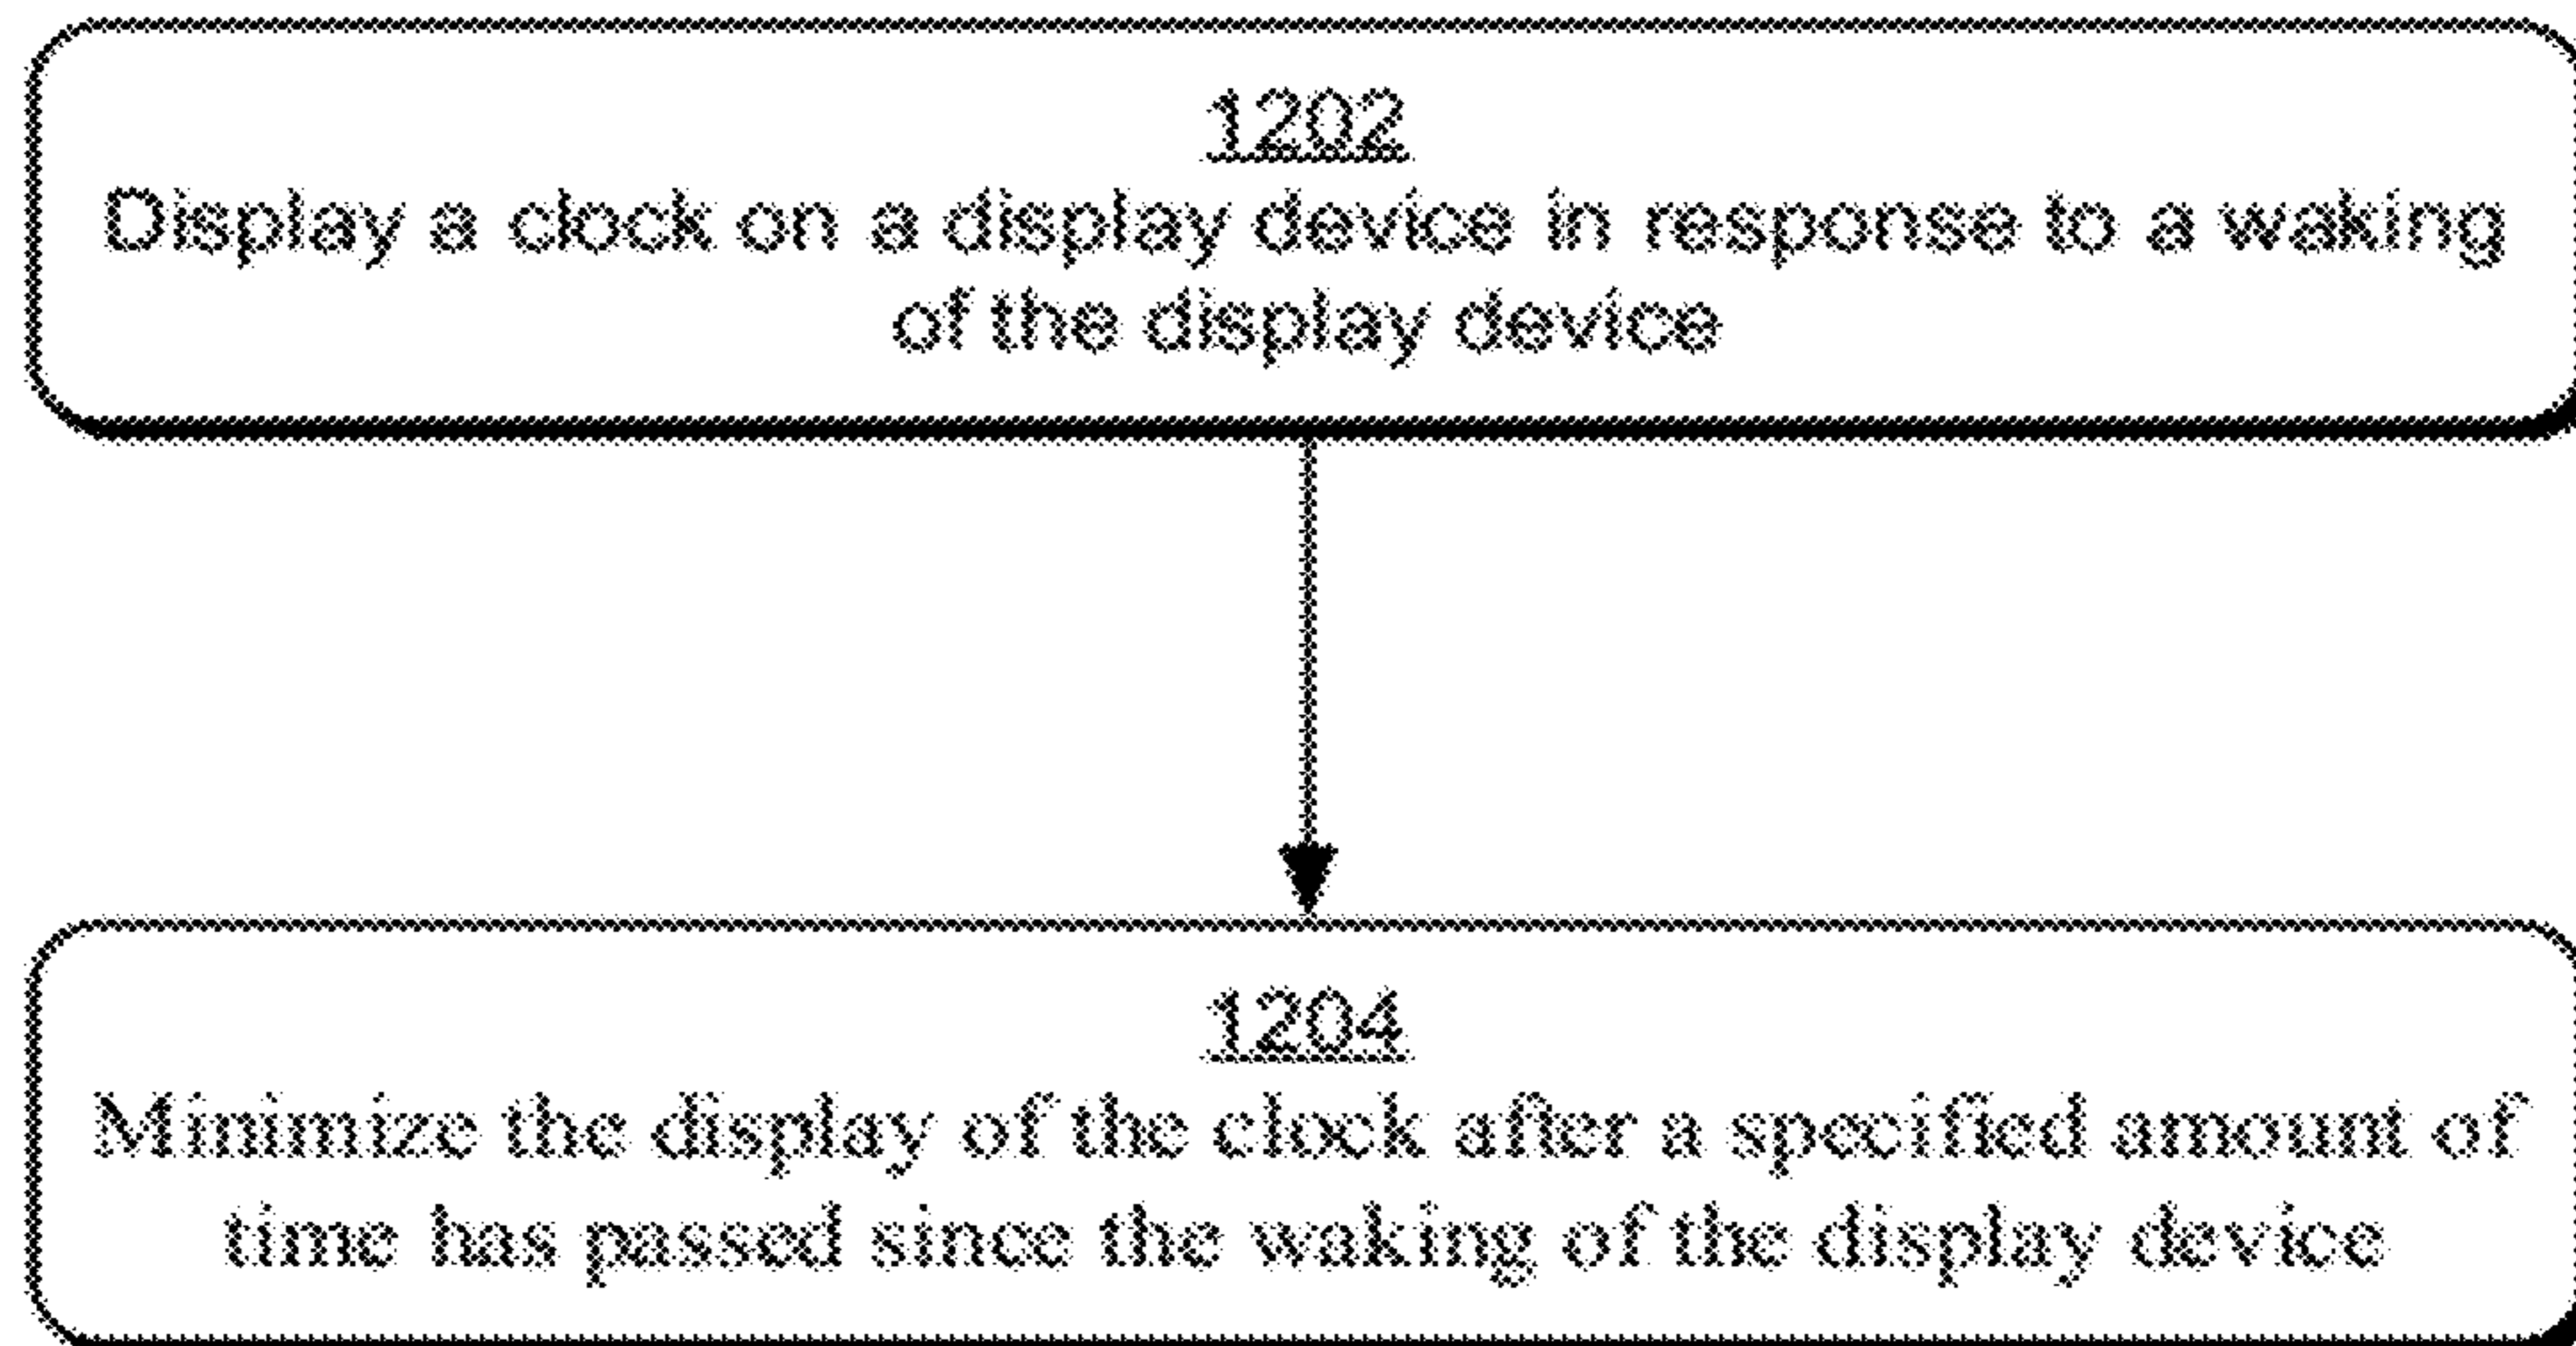 1202
Display a clock on a display device in response to a waking
of the display device
1204
Minimize the display of the clock after a specified amount of
time has passed since the waking of the display device